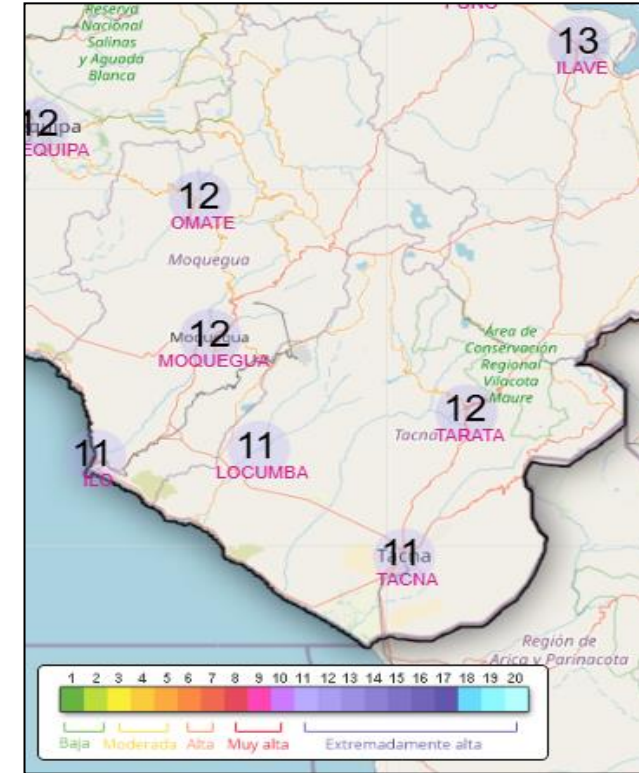 Reserva
Nacional
Salinas
y Aguada
Blanca
13
ILAVE
12
EQUIPA
12
OMATE
Moquegua
12
Moquegua
MOQUEGUA
Área de
Conservación
Regional
Vilacota
Maure
12
Tacna
TARATA
11
ILO
11
LOCUMBA
11
Tacna
TACNA
Región de
Arica y Parinacota
1 2 3 4 5 6 7 8 9 10 11 12 13 14 15 16 17 18 19 20
Baja Moderada Alta Muy alta Extremadamente alta